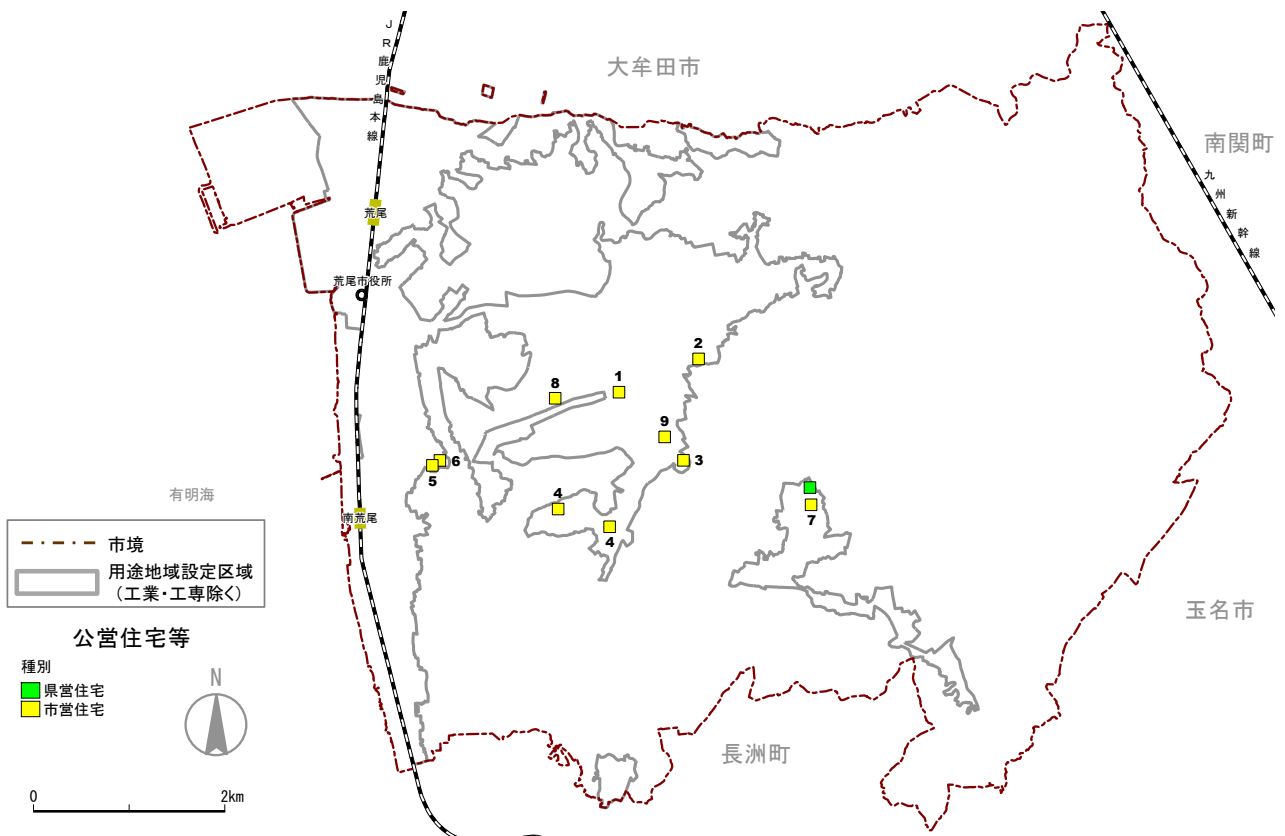 JR鹿児島本線
大牟田市
南関町
九州新幹線
荒尾
荒尾市役所
2
1
8
9
3
6
5
4
4
7
有明海
南荒尾
市境
用途地域設定区域
(工業・工専除く)
玉名市
公営住宅等
種別
県営住宅
市営住宅
N
長洲町
0
2km